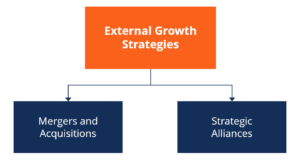 External Growth
Strategies
Mergers and
Acquisitions
Strategic
Alliances